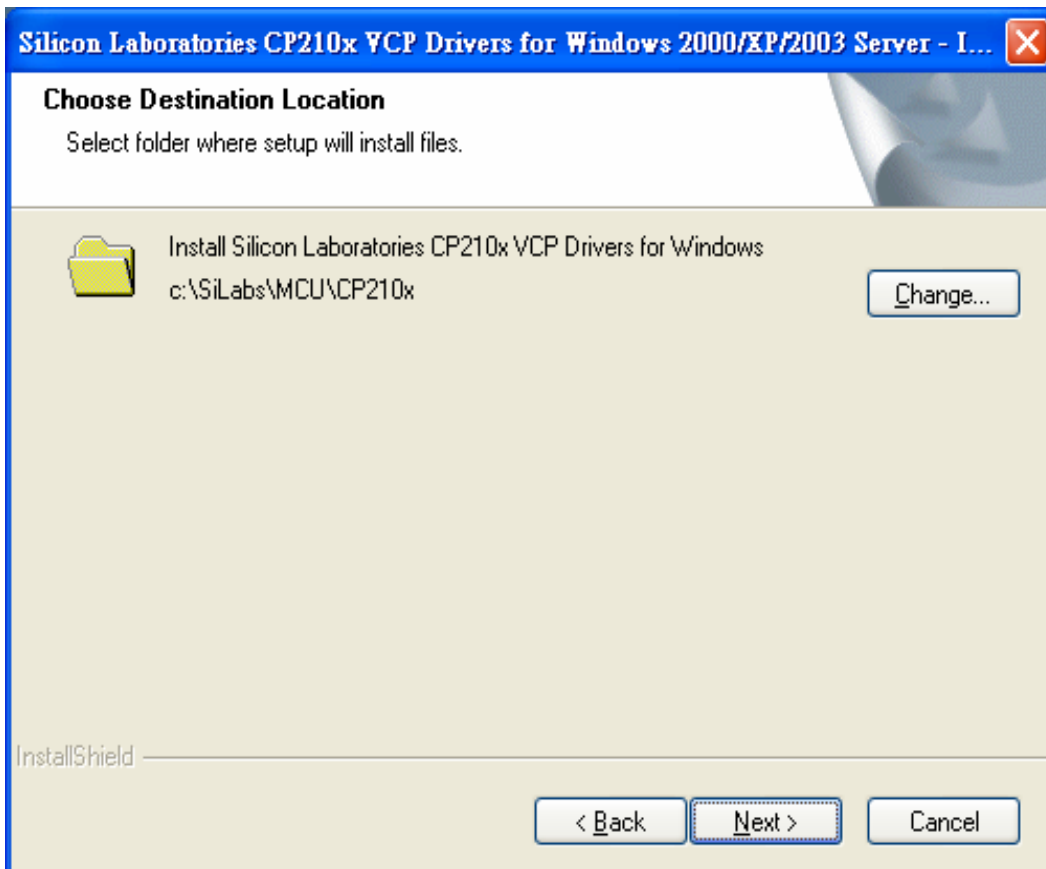 Silicon Laboratories CP210x VCP Drivers for Windows 2000/XP/2003 Server - I...
Choose Destination Location
Select folder where setup will install files.
Install Silicon Laboratories CP210x VCP Drivers for Windows
c:\SiLabs\MCU\CP210x
Change...
InstallShield
< Back
Next >
Cancel